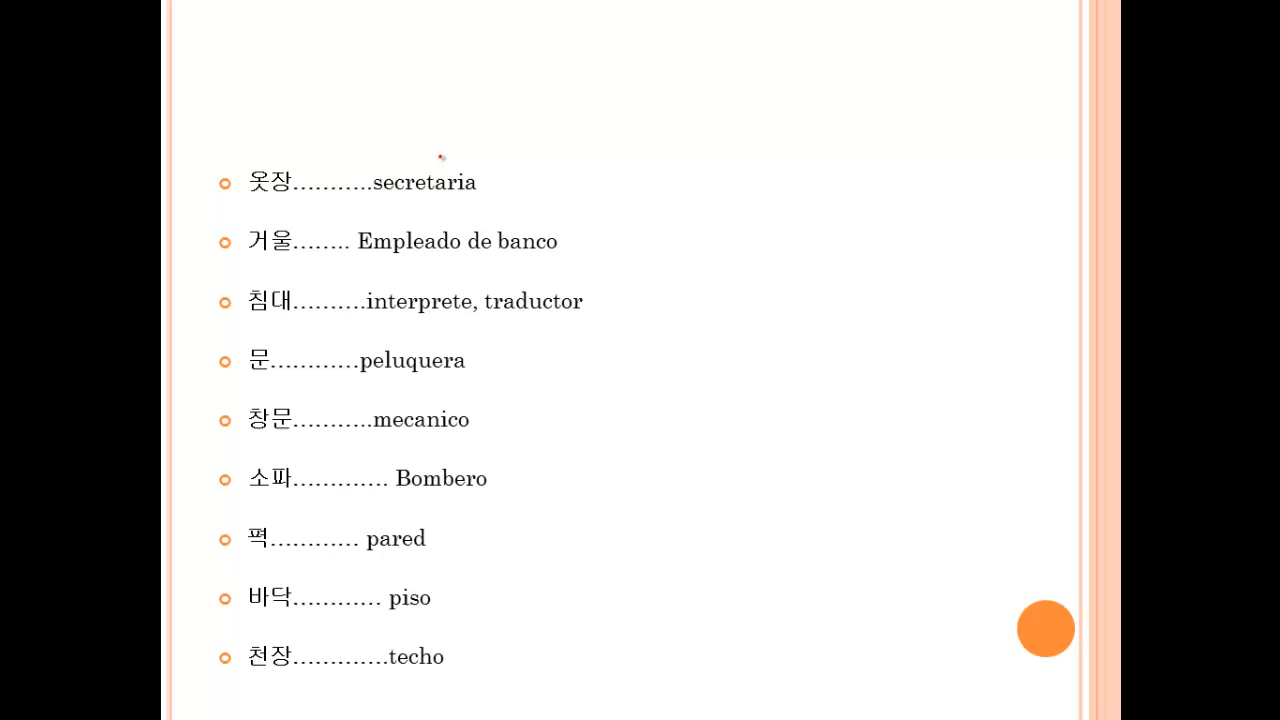 옷장………..secretaria
거울…….. Empleado de banco
침대……….interprete, traductor
문…………peluquera
창문………..mecanico
소파…………. Bombero
펵………… pared
바닥………… piso
천장………….techo